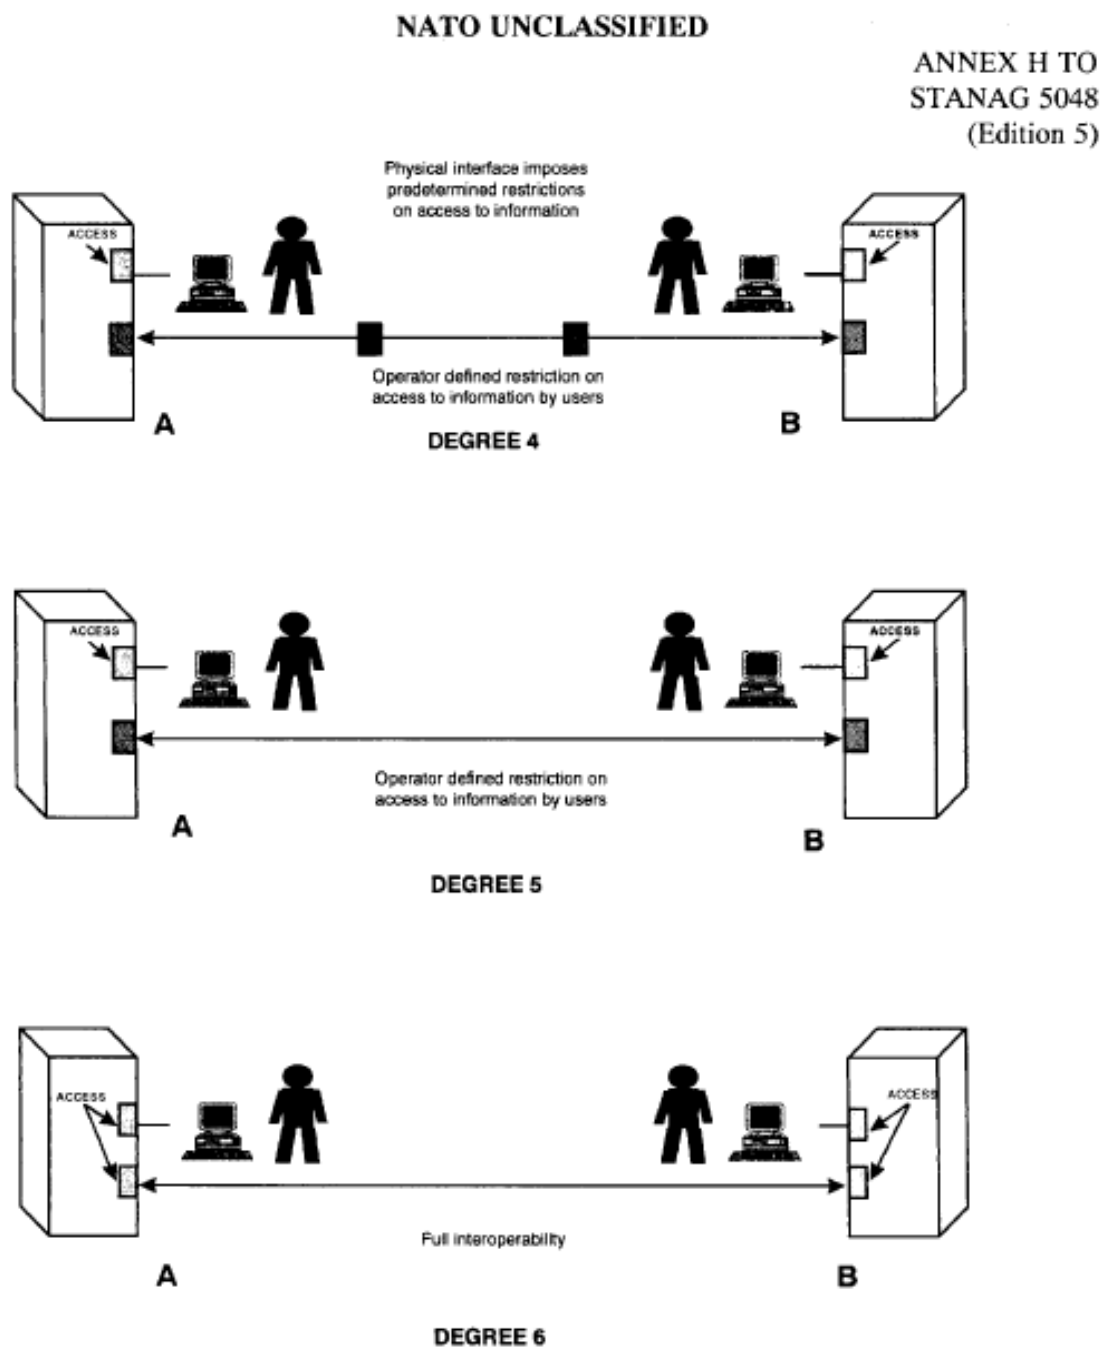 NATO UNCLASSIFIED
ANNEX H TO
STANAG 5048
(Edition 5)
Physical interface imposes
predetermined restrictions
on access to information
ACCESS
ACCESS
Operator defined restriction on
access to information by users
A
B
DEGREE 4
ACCESS
ACCESS
Operator defined restriction on
access to information by users
A
B
DEGREE 5
ACCESS
ACCESS
Full interoperability
A
B
DEGREE 6